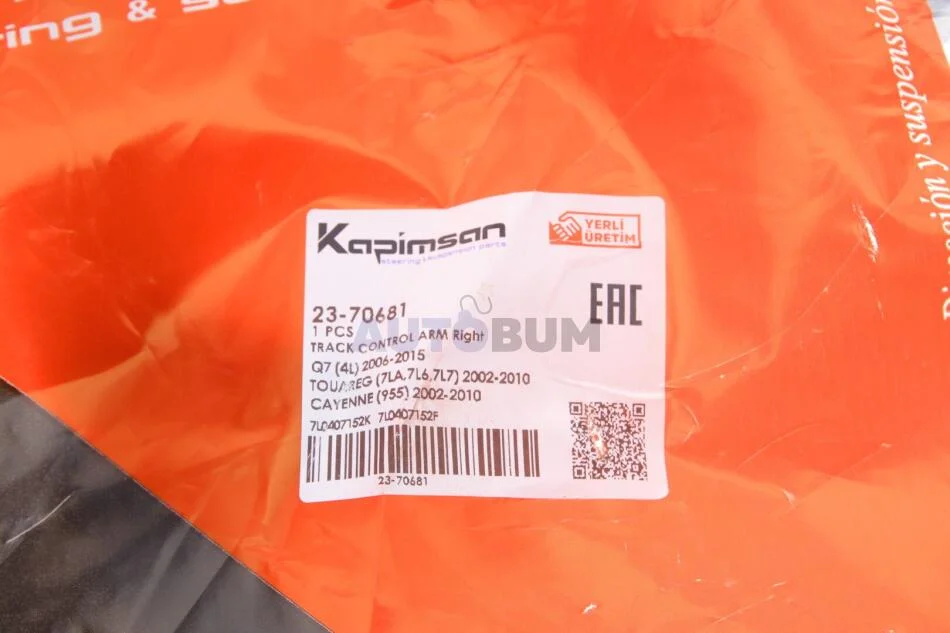 ring & su
Dirección y suspensión
Kapimsan
steering & suspension parts
YERLİ
ÜRETİM
EAC
23-70681
1 PCS
AUTOBUM
TRACK CONTROL ARM Right
Q7 (4L) 2006-2015
TOUAREG (7LA,7L6,7L7) 2002-2010
CAYENNE (955) 2002-2010
7L0407152K 7L0407152F
23-70681